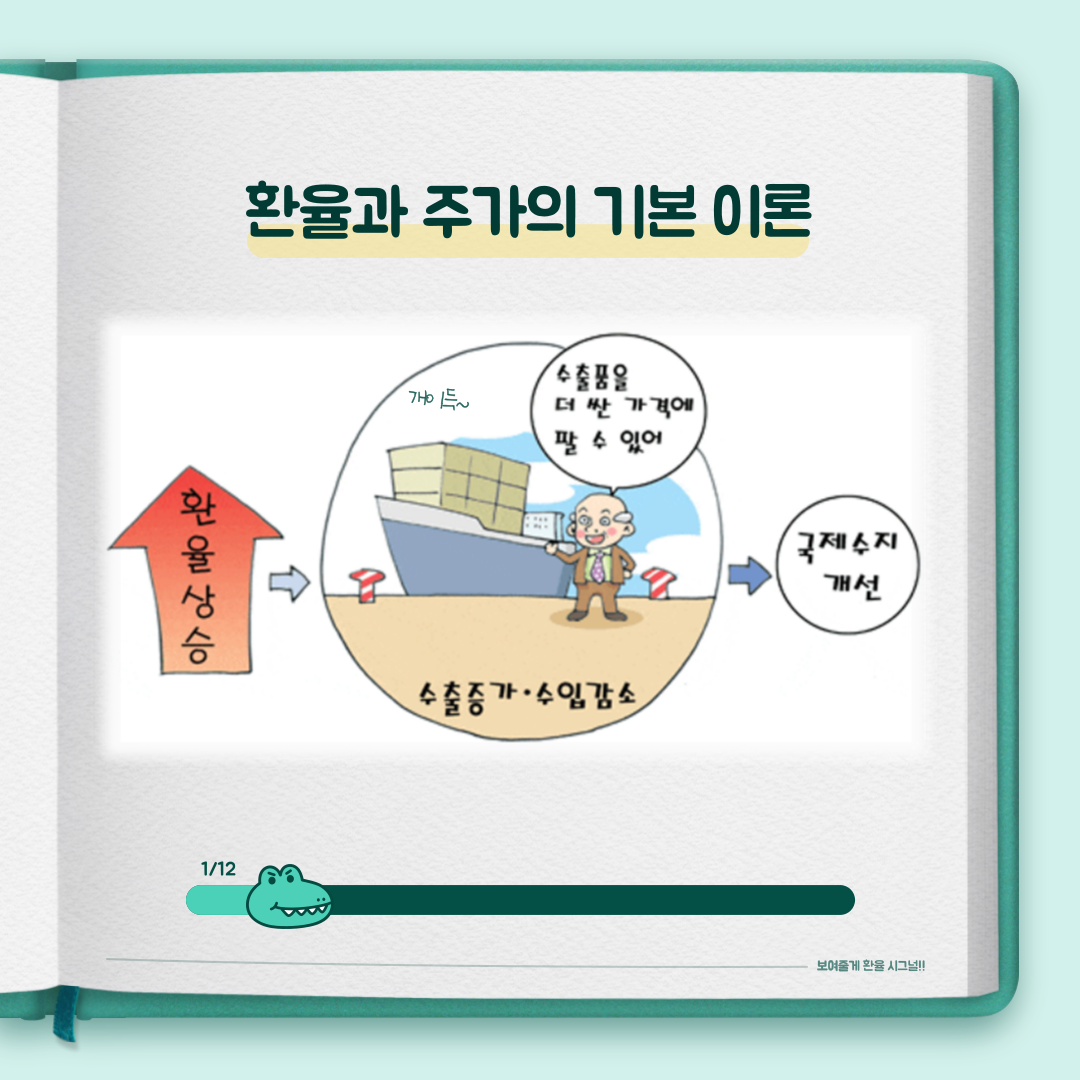 환율과 주가의 기본 이론
환
율
상
승
개이득~
수출품을
더 싼 가격에
팔 수 있어
수출증가·수입감소
국제수지
개선
1/12
보여줄게 환율 시그널!!